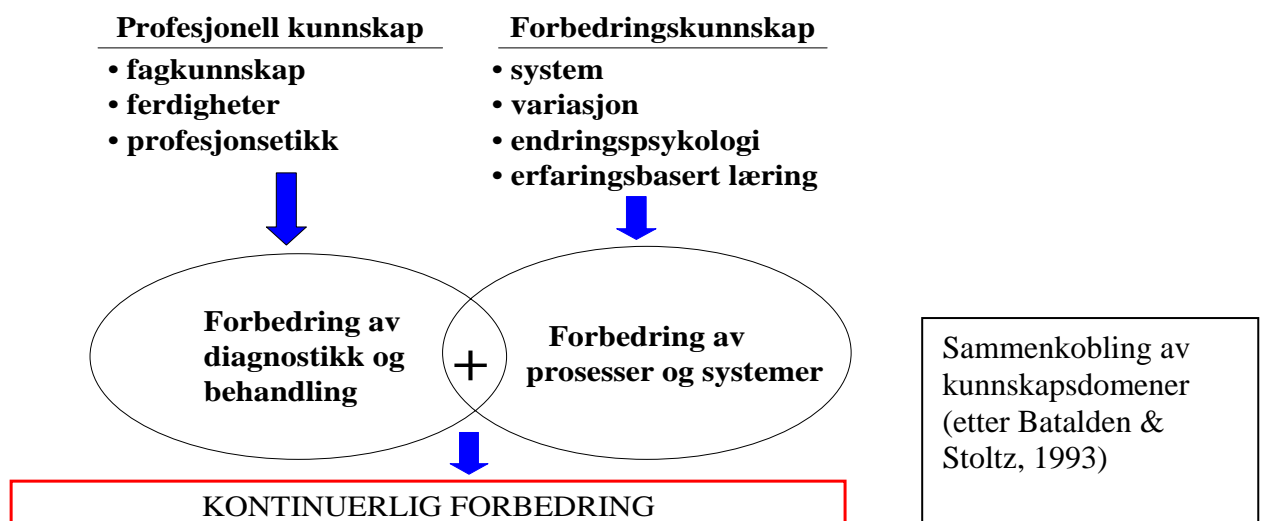 Profesjonell kunnskap
• fagkunnskap
• ferdigheter
• profesjonsetikk
Forbedringskunnskap
• system
• variasjon
• endringspsykologi
• erfaringsbasert læring
Forbedring av
diagnostikk og
behandling
+
Forbedring av
prosesser og systemer
Sammenkobling av
kunnskapsdomener
(etter Batalden &
Stoltz, 1993)
KONTINUERLIG FORBEDRING